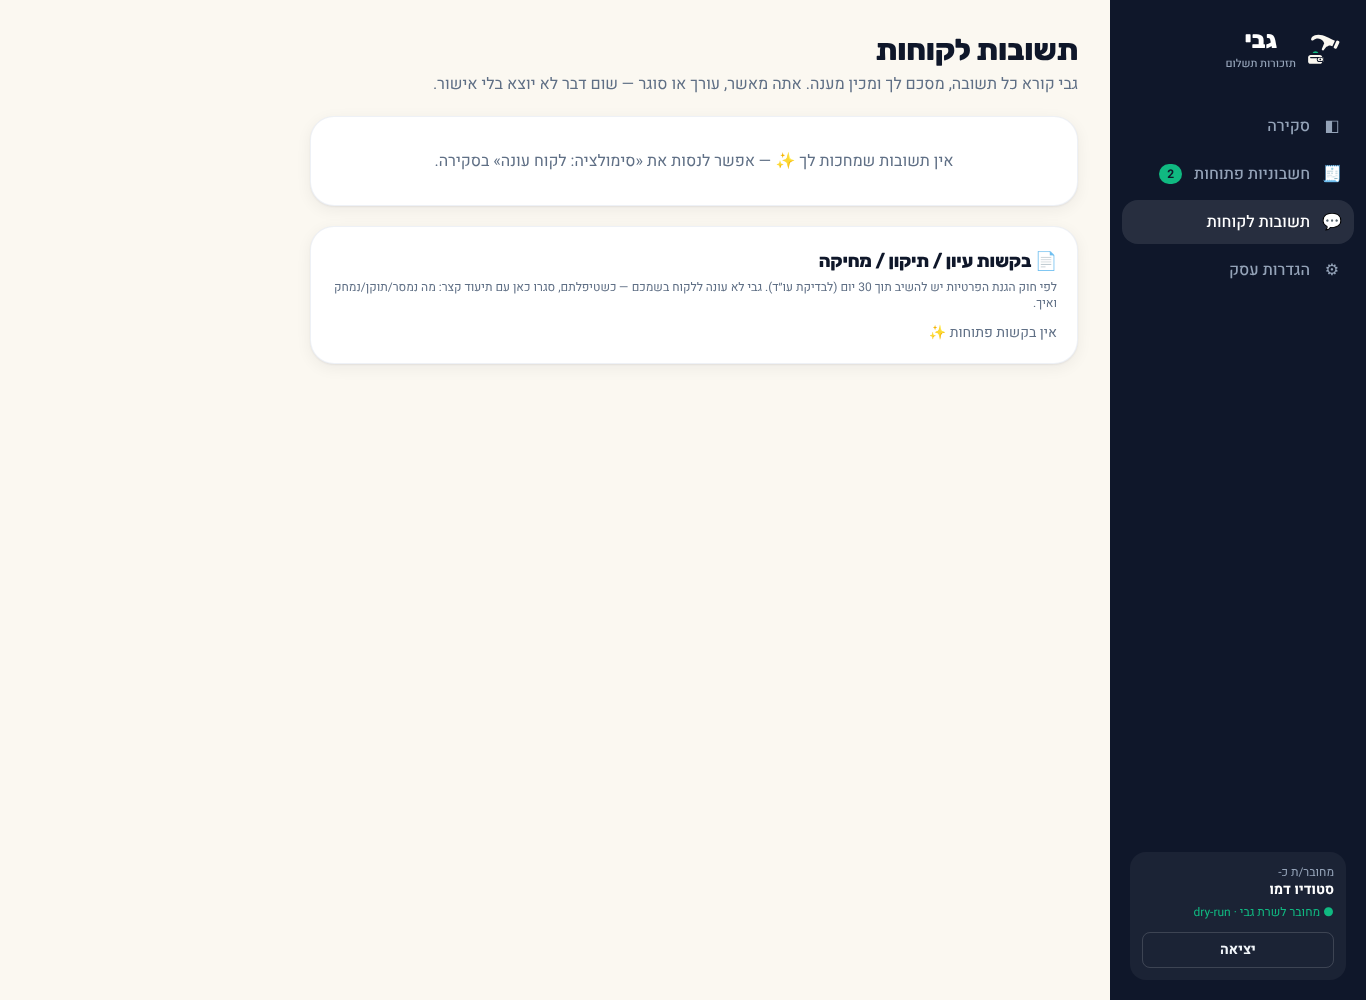 גבי
תזכורות תשלום
סקירה
חשבוניות פתוחות 2
תשובות לקוחות
הגדרות עסק
מחובר/ת כ-
סטודיו דמו
מחובר לשרת גבי · dry-run
יציאה
תשובות לקוחות
גבי קורא כל תשובה, מסכם לך ומכין מענה. אתה מאשר, עורך או סוגר — שום דבר לא יוצא בלי אישור.
אין תשובות שמחכות לך ✨ — אפשר לנסות את «סימולציה: לקוח עונה» בסקירה.
📄 בקשות עיון / תיקון / מחיקה
לפי חוק הגנת הפרטיות יש להשיב תוך 30 יום (לבדיקת עו״ד). גבי לא עונה ללקוח בשמכם — כשטיפלתם, סגרו כאן עם תיעוד קצר: מה נמסר/תוקן/נמחק
ואיך.
אין בקשות פתוחות ✨